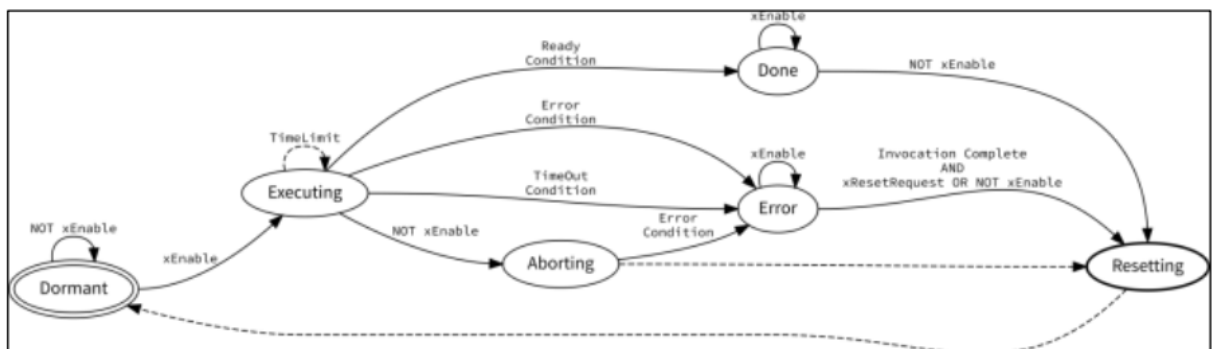 xEnable
Done
Ready
Condition
NOT xEnable
Error
Condition
TimeLimit
Executing
TimeOut
Condition
xEnable
Error
Invocation Complete
AND
xResetRequest OR NOT xEnable
NOT xEnable
Error
Condition
Aborting
NOT xEnable
xEnable
Dormant
Resetting